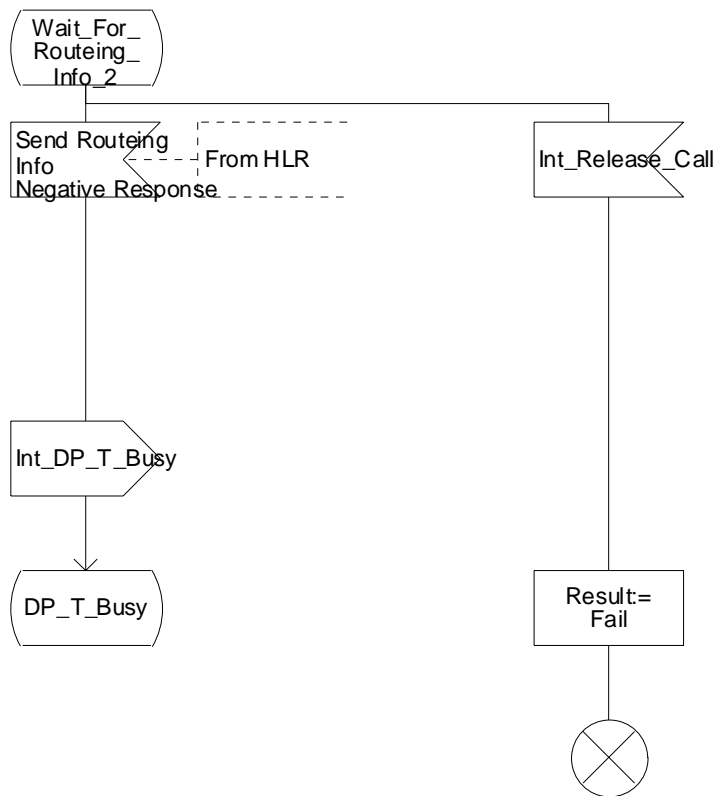 Wait_For_
Routeing_
Info_2
Send Routeing
Info
Negative Response
From HLR
Int_Release_Call
Int_DP_T_Busy
DP_T_Busy
Result:=
Fail